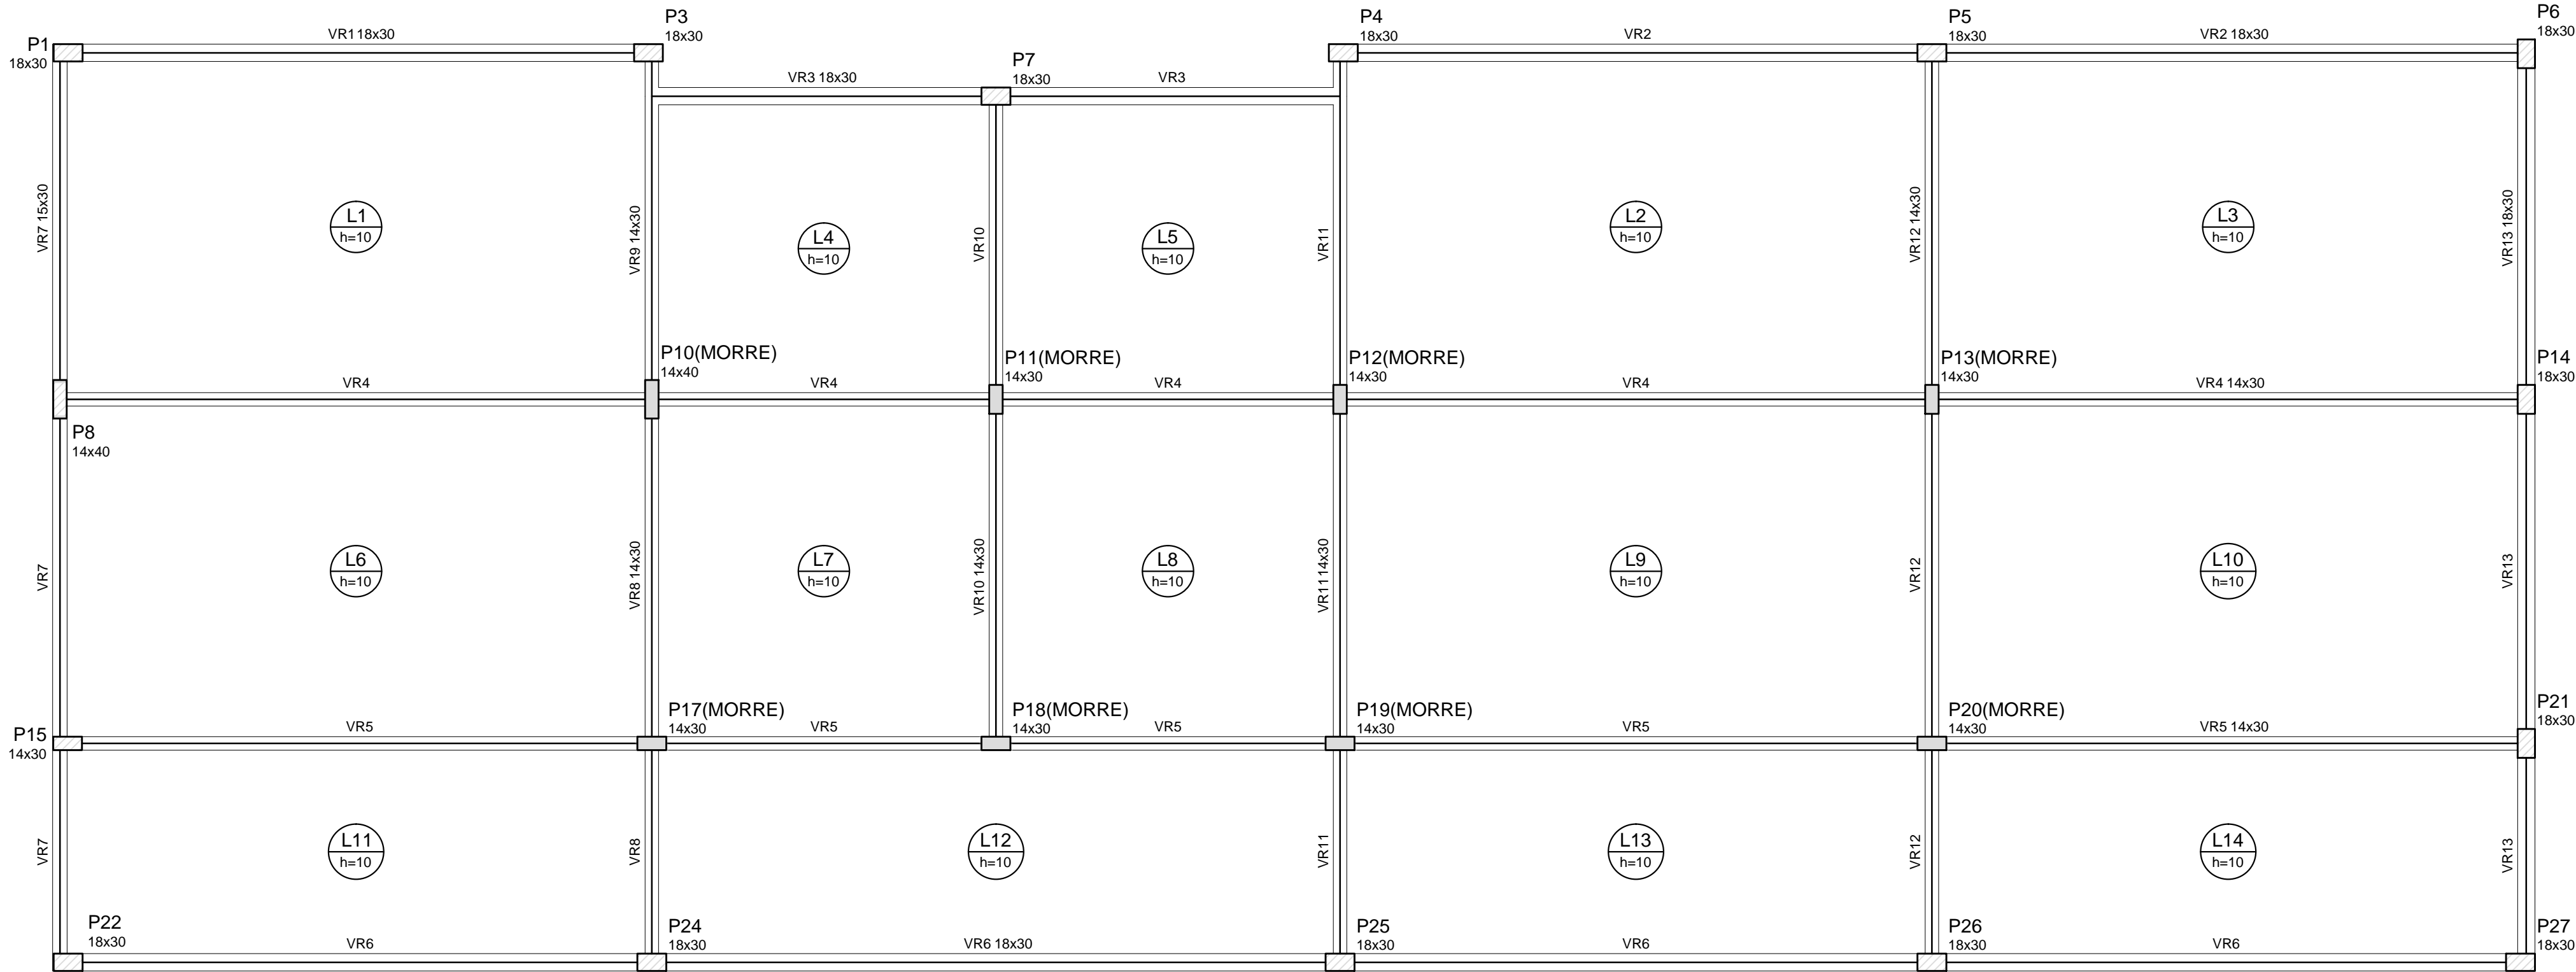 P1
18x30
VR1 18x30
P3
18x30
P7
18x30
VR3 18x30
VR3
P4
18x30
VR2
P5
18x30
VR2 18x30
P6
18x30
VR7 15x30
L1
h=10
VR9 14x30
L4
h=10
VR10
L5
h=10
VR11
L2
h=10
VR12 14x30
L3
h=10
VR13 18x30
P10(MORRE)
14x40
P11(MORRE)
14x30
P12(MORRE)
14x30
P13(MORRE)
14x30
P14
18x30
VR4
VR4
VR4
VR4
VR4 14x30
P8
14x40
VR7
L6
h=10
VR8 14x30
L7
h=10
VR10 14x30
L8
h=10
VR11 14x30
L9
h=10
VR12
L10
h=10
VR13
P15
14x30
VR5
P17(MORRE)
14x30
VR5
P18(MORRE)
14x30
VR5
P19(MORRE)
14x30
VR5
P20(MORRE)
14x30
VR5 14x30
P21
18x30
VR7
L11
h=10
VR8
L12
h=10
VR11
L13
h=10
VR12
L14
h=10
VR13
P22
18x30
VR6
P24
18x30
VR6 18x30
P25
18x30
VR6
P26
18x30
VR6
P27
18x30